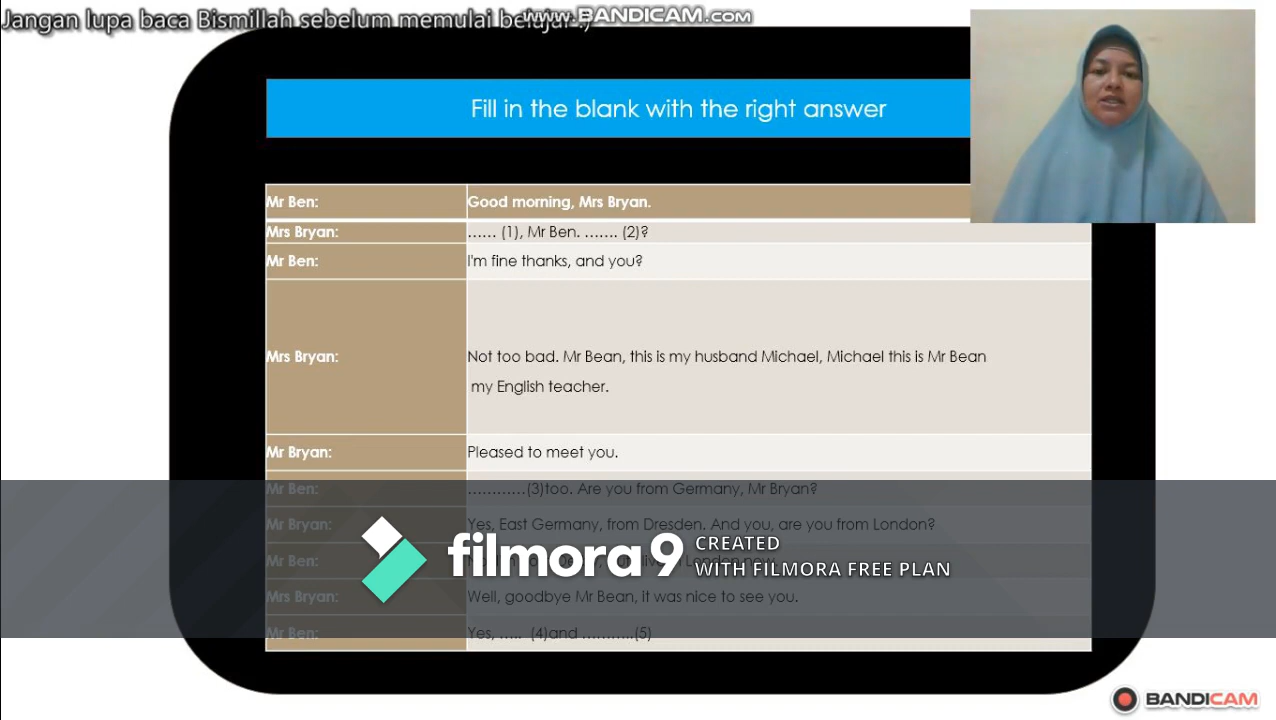 Jangan lupa baca Bismillah sebelum memulai belajar :)
www.BANDICAM.com
Fill in the blank with the right answer
Mr Ben: Good morning, Mrs Bryan.
Mrs Bryan: …… (1), Mr Ben. ……. (2)?
Mr Ben: I'm fine thanks, and you?
Mrs Bryan: Not too bad. Mr Bean, this is my husband Michael, Michael this is Mr Bean
my English teacher.
Mr Bryan: Pleased to meet you.
Mr Ben: …………(3)too. Are you from Germany, Mr Bryan?
Mr Bryan: Yes, East Germany, from Dresden. And you, are you from London?
Mr Ben:
Mrs Bryan: Well, goodbye Mr Bean, it was nice to see you.
Mr Ben: Yes, ….. (4)and ………..(5)
filmora9
CREATED
WITH FILMORA FREE PLAN
BANDICAM